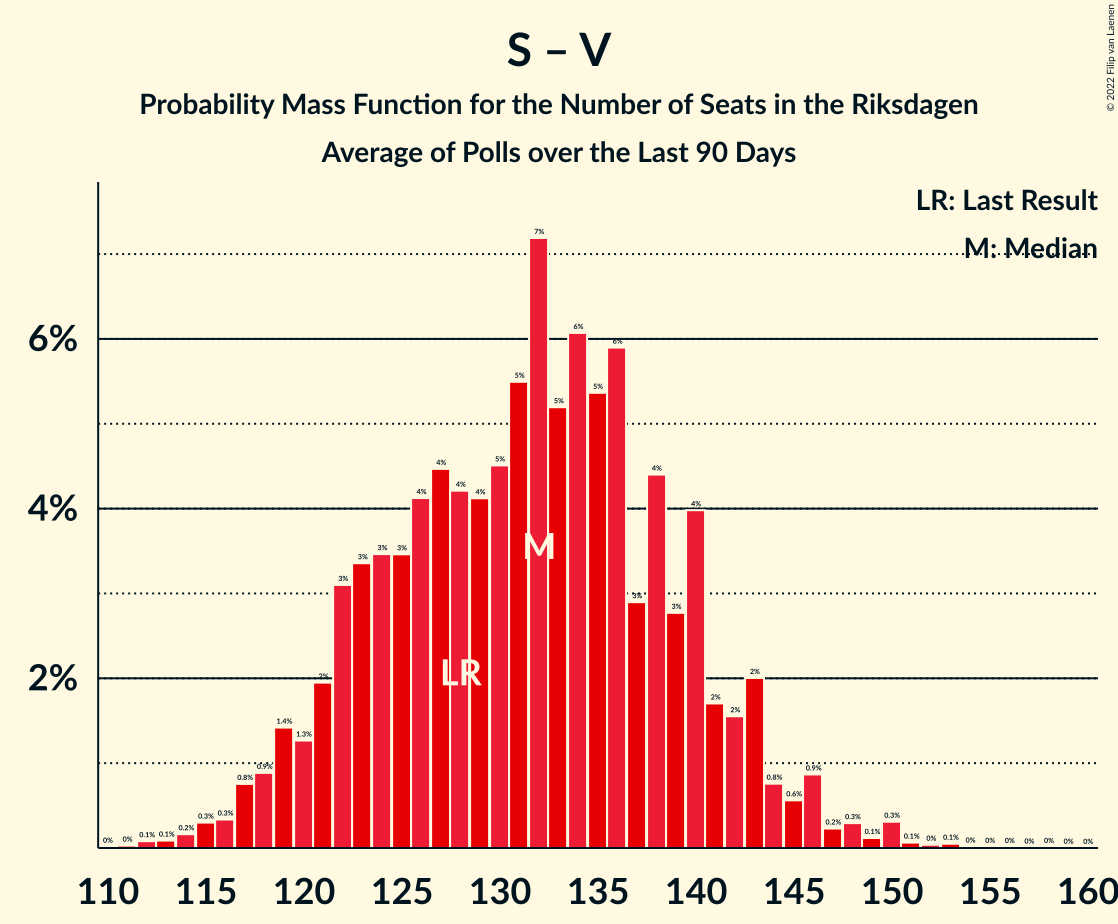 S – V
Probability Mass Function for the Number of Seats in the Riksdagen
Average of Polls over the Last 90 Days
© 2022 Filip van Laenen
LR: Last Result
M: Median
6%
4%
2%
0% 0% 0.1% 0.1% 0.2% 0.3% 0.3% 0.8% 0.9% 1.4% 1.3% 2% 3% 3% 3% 3% 4% 4% 4% 4% 5% 5% 7% 5% 6% 5% 6% 3% 4% 3% 4% 2% 2% 2% 0.8% 0.6% 0.9% 0.2% 0.3% 0.1% 0.3% 0.1% 0% 0.1% 0% 0% 0% 0% 0% 0% 0%
M
LR
110 115 120 125 130 135 140 145 150 155 160